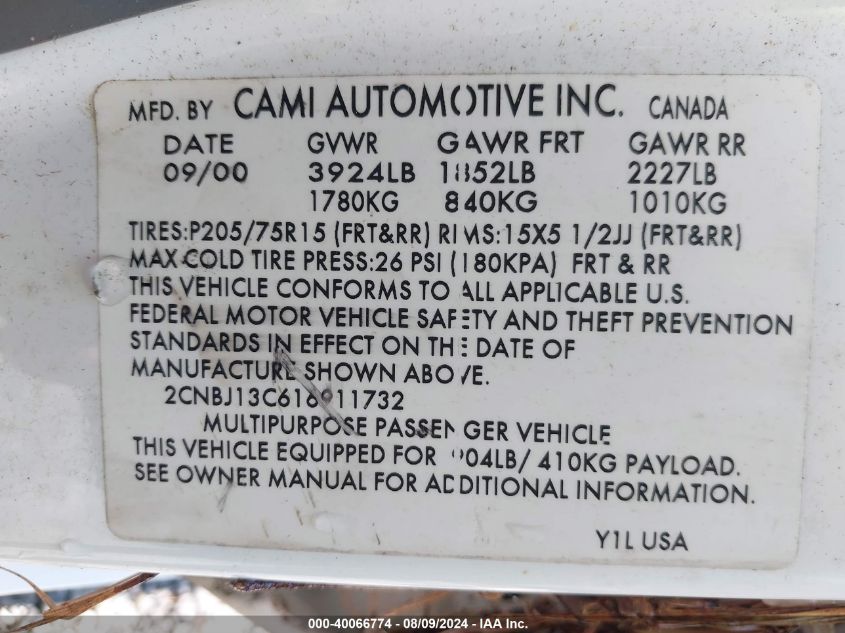 MFD. BY CAMI AUTOMOTIVE INC. CANADA
DATE GVWR GAWR FRT GAWR RR
09/00 3924LB 1852LB 2227LB
1780KG 840KG 1010KG
TIRES:P205/75R15 (FRT&RR) RIMS:15X5 1/2JJ (FRT&RR)
MAX COLD TIRE PRESS:26 PSI (180KPA) FRT & RR
THIS VEHICLE CONFORMS TO ALL APPLICABLE U.S.
FEDERAL MOTOR VEHICLE SAFETY AND THEFT PREVENTION
STANDARDS IN EFFECT ON THE DATE OF
MANUFACTURE SHOWN ABOVE.
2CNBJ13C616911732
MULTIPURPOSE PASSENGER VEHICLE
THIS VEHICLE EQUIPPED FOR 904LB/ 410KG PAYLOAD.
SEE OWNER MANUAL FOR ADDITIONAL INFORMATION.
Y1L USA
000-40066774 - 08/09/2024 - IAA Inc.